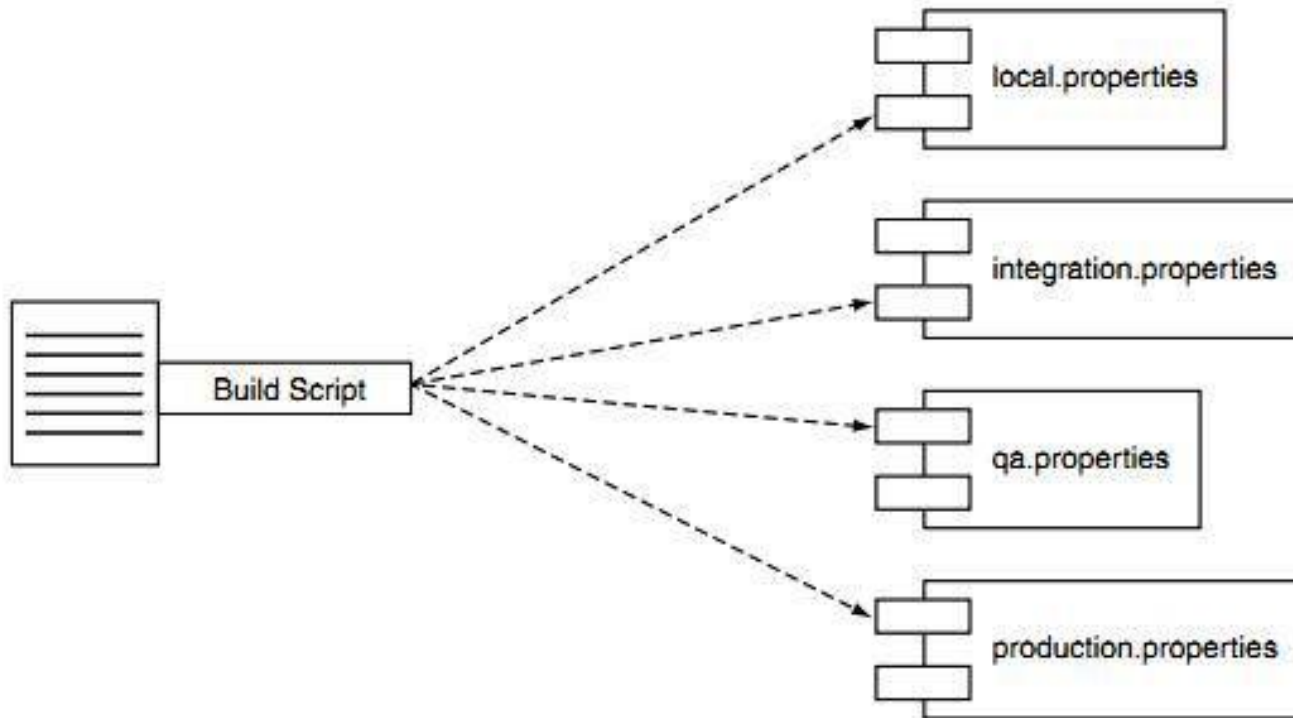 local.properties
integration.properties
Build Script
qa.properties
production.properties